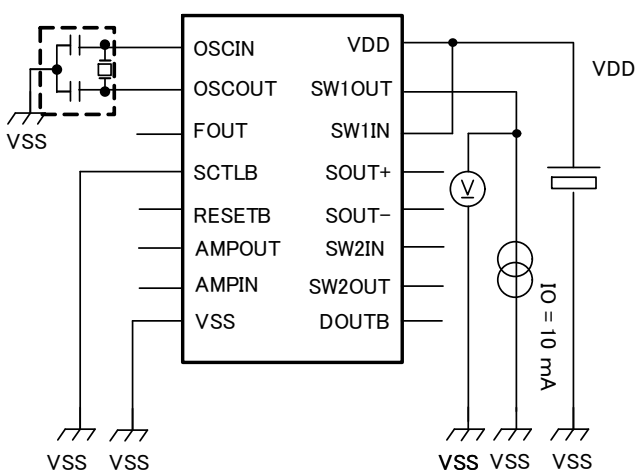 OSCIN
OSCOUT
FOUT
SCTLB
RESETB
AMPOUT
AMPIN
VSS
VDD
SW1OUT
SW1IN
SOUT+
SOUT−
SW2IN
SW2OUT
DOUTB
VSS
VDD
V
IO = 10 mA
VSS
VSS
VSS
VSS
VSS